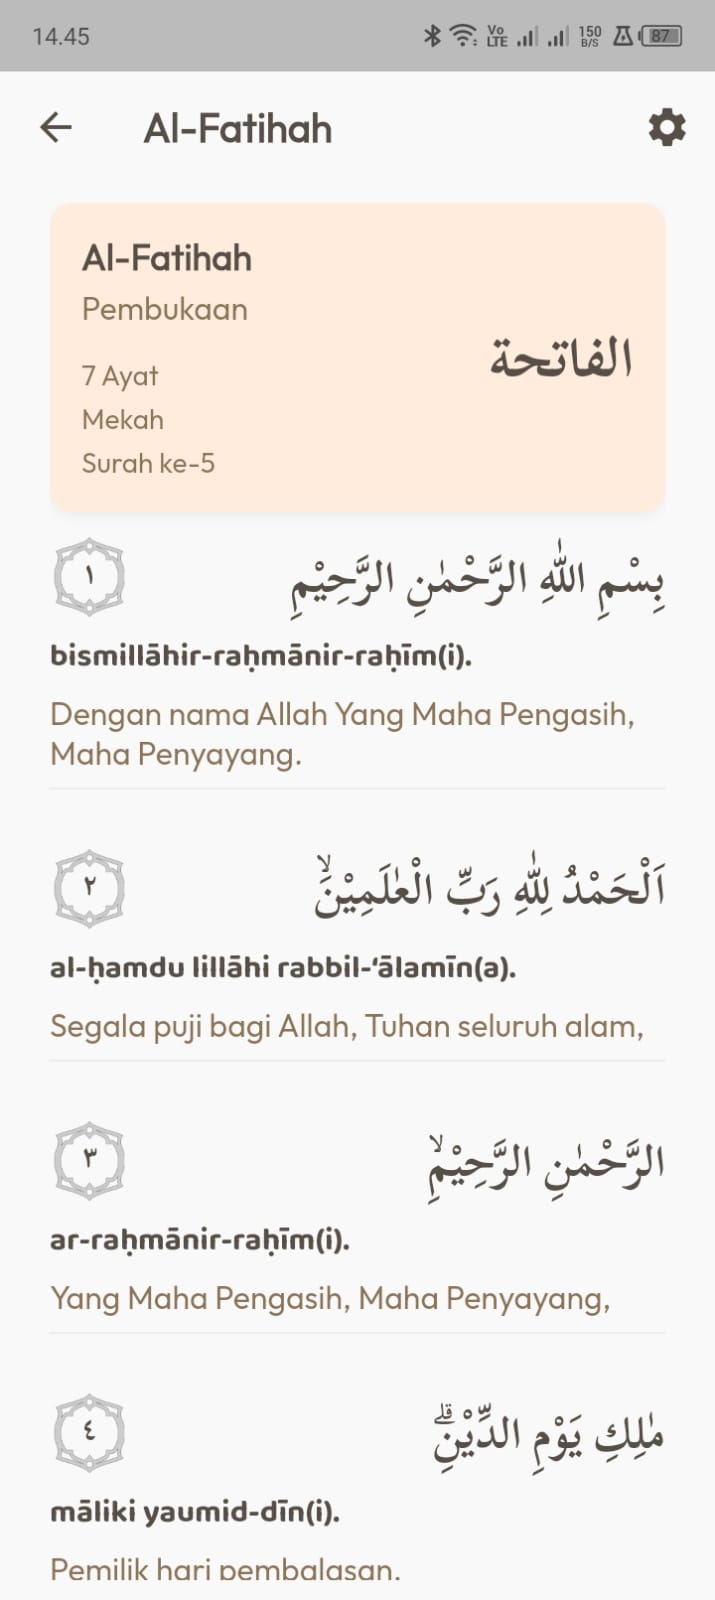 14.45
Vo LTE 150 B/S 87
Al-Fatihah
Al-Fatihah
Pembukaan
الفاتحة
7 Ayat
Mekah
Surah ke-5
١
بِسْمِ اللّٰهِ الرَّحْمٰنِ الرَّحِيْمِ
bismillāhir-raḥmānir-raḥīm(i).
Dengan nama Allah Yang Maha Pengasih,
Maha Penyayang.
٢
اَلْحَمْدُ لِلّٰهِ رَبِّ الْعٰلَمِيْنَۙ
al-ḥamdu lillāhi rabbil-‘ālamīn(a).
Segala puji bagi Allah, Tuhan seluruh alam,
٣
الرَّحْمٰنِ الرَّحِيْمِۙ
ar-raḥmānir-raḥīm(i).
Yang Maha Pengasih, Maha Penyayang,
٤
مٰلِكِ يَوْمِ الدِّيْنِۗ
māliki yaumid-dīn(i).
Pemilik hari pembalasan.